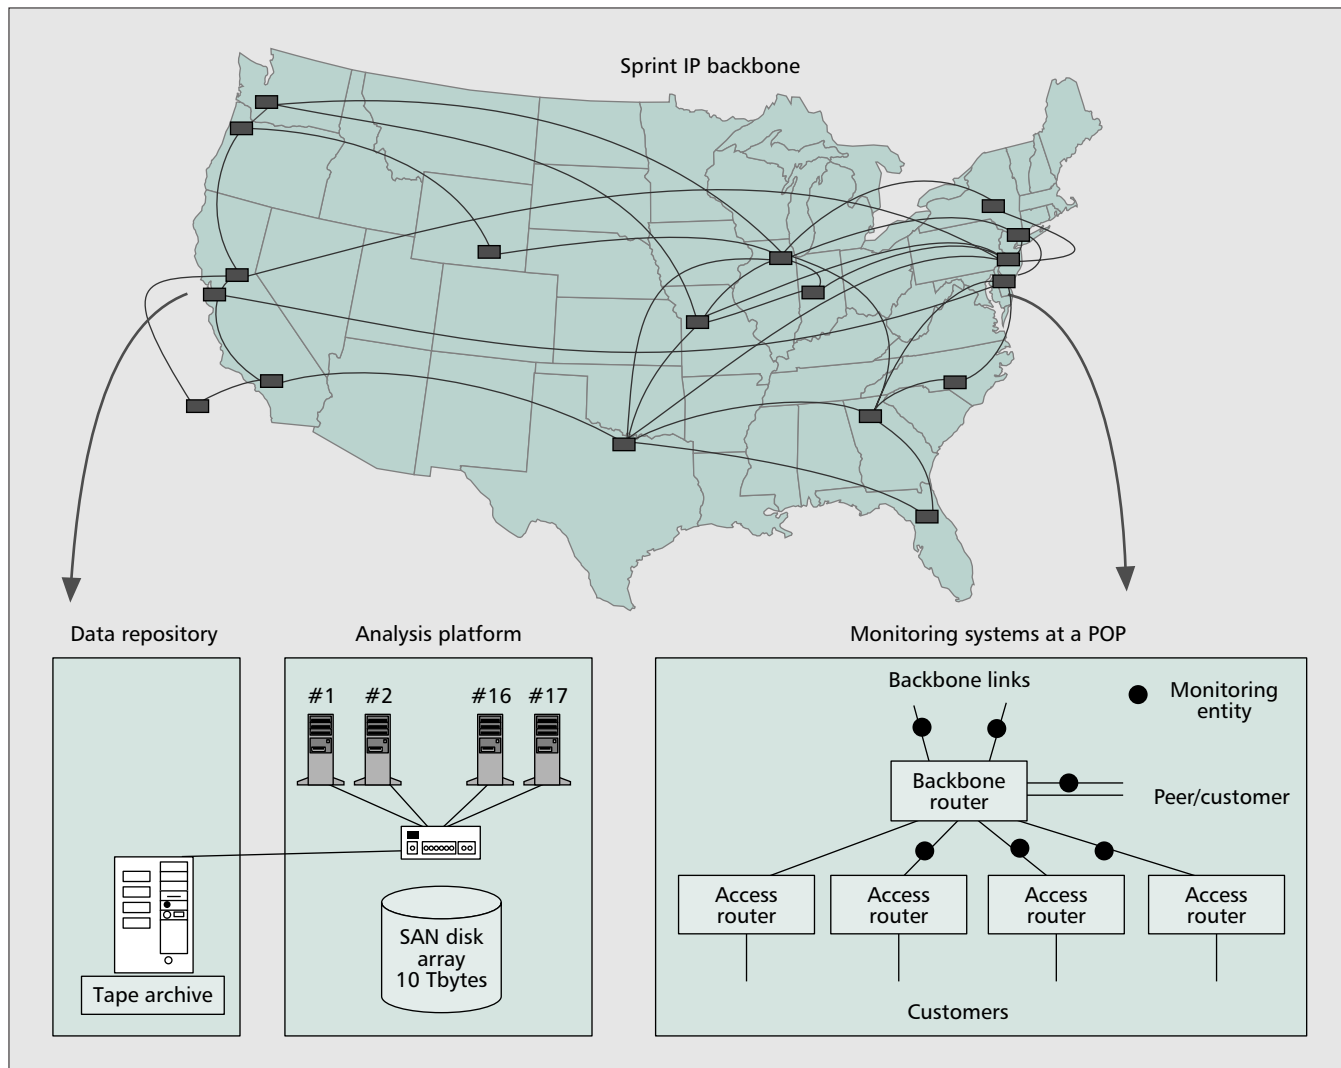 Sprint IP backbone
Data repository
Analysis platform
Monitoring systems at a POP
#1
#2
#16
#17
Tape archive
SAN disk
array
10 Tbytes
Backbone links
Monitoring
entity
Backbone
router
Peer/customer
Access
router
Access
router
Access
router
Access
router
Customers